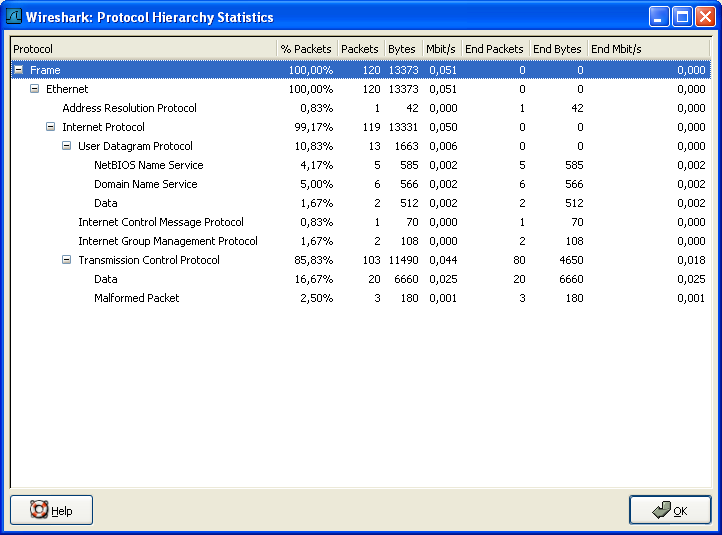 Wireshark: Protocol Hierarchy Statistics
Protocol % Packets Packets Bytes Mbit/s End Packets End Bytes End Mbit/s
Frame 100,00% 120 13373 0,051 0 0 0,000
Ethernet 100,00% 120 13373 0,051 0 0 0,000
Address Resolution Protocol 0,83% 1 42 0,000 1 42 0,000
Internet Protocol 99,17% 119 13331 0,050 0 0 0,000
User Datagram Protocol 10,83% 13 1663 0,006 0 0 0,000
NetBIOS Name Service 4,17% 5 585 0,002 5 585 0,002
Domain Name Service 5,00% 6 566 0,002 6 566 0,002
Data 1,67% 2 512 0,002 2 512 0,002
Internet Control Message Protocol 0,83% 1 70 0,000 1 70 0,000
Internet Group Management Protocol 1,67% 2 108 0,000 2 108 0,000
Transmission Control Protocol 85,83% 103 11490 0,044 80 4650 0,018
Data 16,67% 20 6660 0,025 20 6660 0,025
Malformed Packet 2,50% 3 180 0,001 3 180 0,001
Help OK